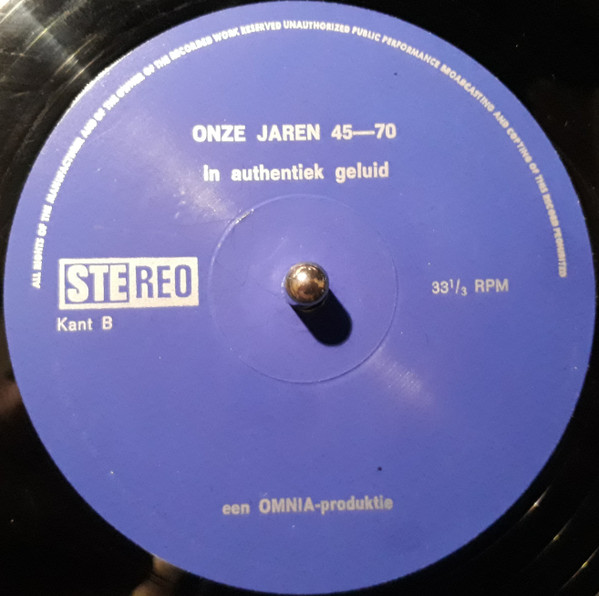 ALL RIGHTS OF THE MANUFACTURER AND OF THE OWNER OF THE RECORDED WORK RESERVED UNAUTHORIZED PUBLIC PERFORMANCE BROADCASTING AND COPYING OF THIS RECORD PROHIBITED
ONZE JAREN 45—70
In authentiek geluid
STEREO
33 1/3 RPM
Kant B
een OMNIA-produktie